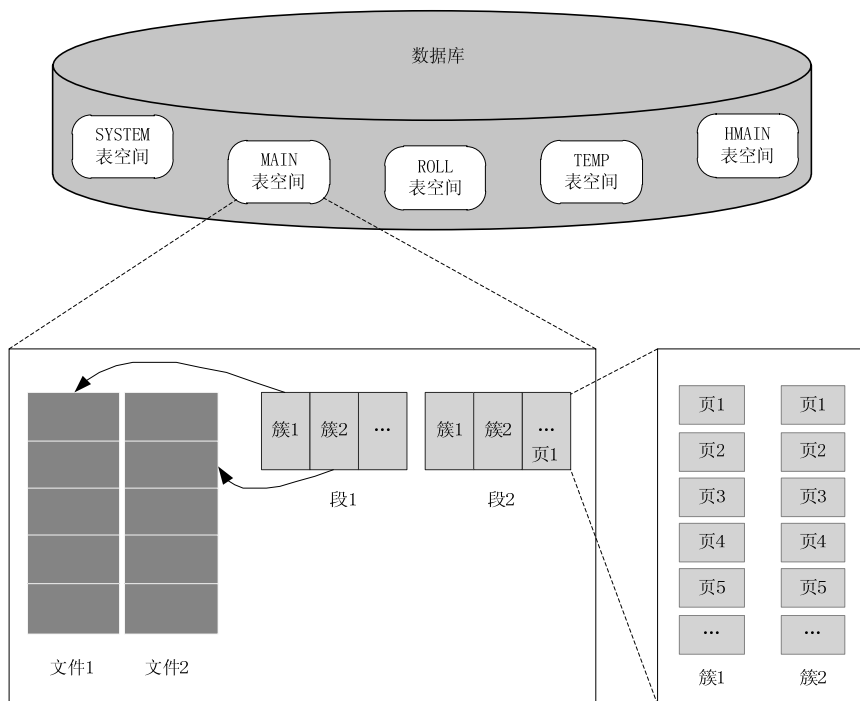 数据库
SYSTEM
表空间
MAIN
表空间
ROLL
表空间
TEMP
表空间
HMAIN
表空间
簇1
簇2
…
段1
簇1
簇2
…
页1
段2
文件1
文件2
页1
页2
页3
页4
页5
…
簇1
页1
页2
页3
页4
页5
…
簇2